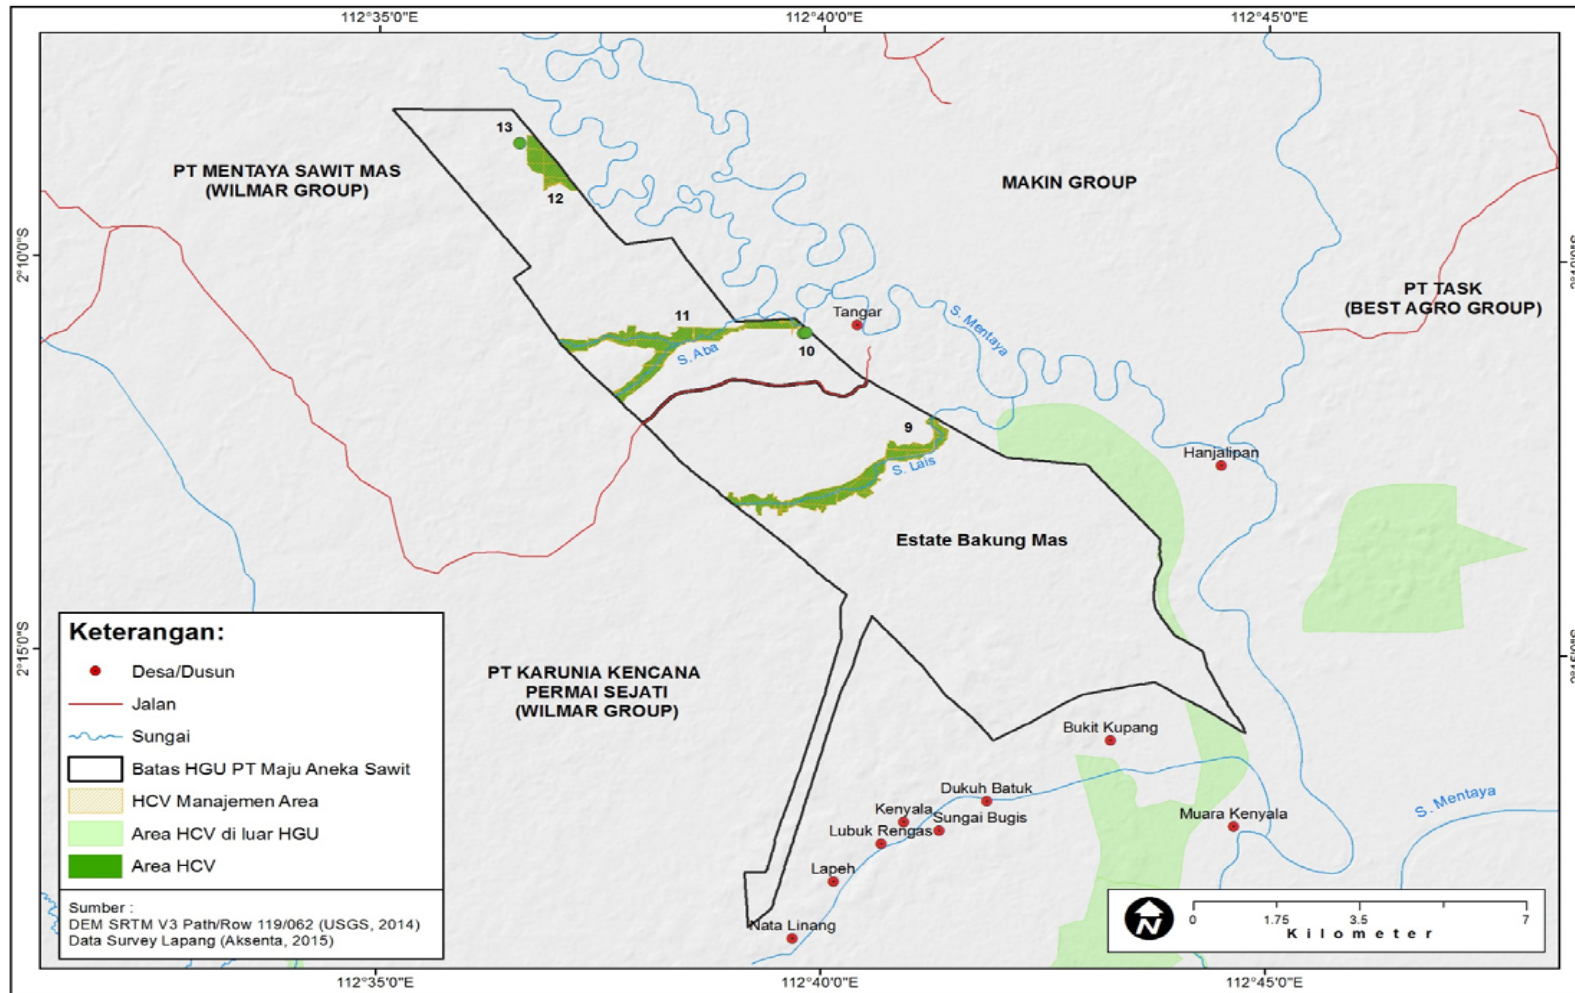 112°35'0"E
112°40'0"E
112°45'0"E
13
PT MENTAYA SAWIT MAS
(WILMAR GROUP)
12
MAKIN GROUP
2°10'0"S
2°10'0"S
PT TASK
(BEST AGRO GROUP)
11
Tangar
S. Mentaya
S. Aba
10
9
S. Lais
Hanjalipan
Estate Bakung Mas
2°15'0"S
2°15'0"S
PT KARUNIA KENCANA
PERMAI SEJATI
(WILMAR GROUP)
Bukit Kupang
Dukuh Batuk
Kenyala
Sungai Bugis
Lubuk Rengas
Muara Kenyala
S. Mentaya
Lapeh
Nata Linang
Keterangan:
Desa/Dusun
Jalan
Sungai
Batas HGU PT Maju Aneka Sawit
HCV Manajemen Area
Area HCV di luar HGU
Area HCV
Sumber :
DEM SRTM V3 Path/Row 119/062 (USGS, 2014)
Data Survey Lapang (Aksenta, 2015)
N
0 1.75 3.5 7
Kilometer
112°35'0"E
112°40'0"E
112°45'0"E